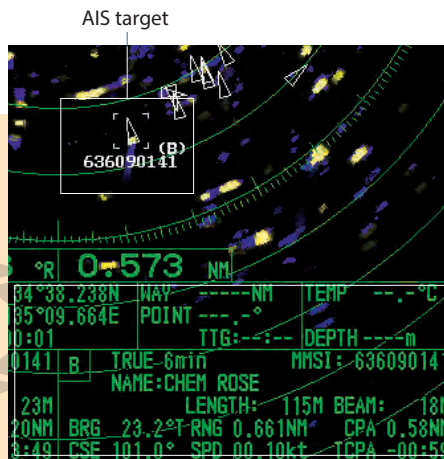 AIS target
(B)
636090141
°R 0.573 NM
34°38.238N WAY -----NM TEMP --.-°C
35°09.664E POINT ---.-°
0:01 TTG:--:-- DEPTH ----m
0141 B TRUE-6min MMSI: 63609014
NAME:CHEM ROSE
23M LENGTH: 115M BEAM: 18M
20NM BRG 23.2°T RNG 0.661NM CPA 0.58NM
3:49 CSE 101.0° SPD 00.10kt TCPA -00:5